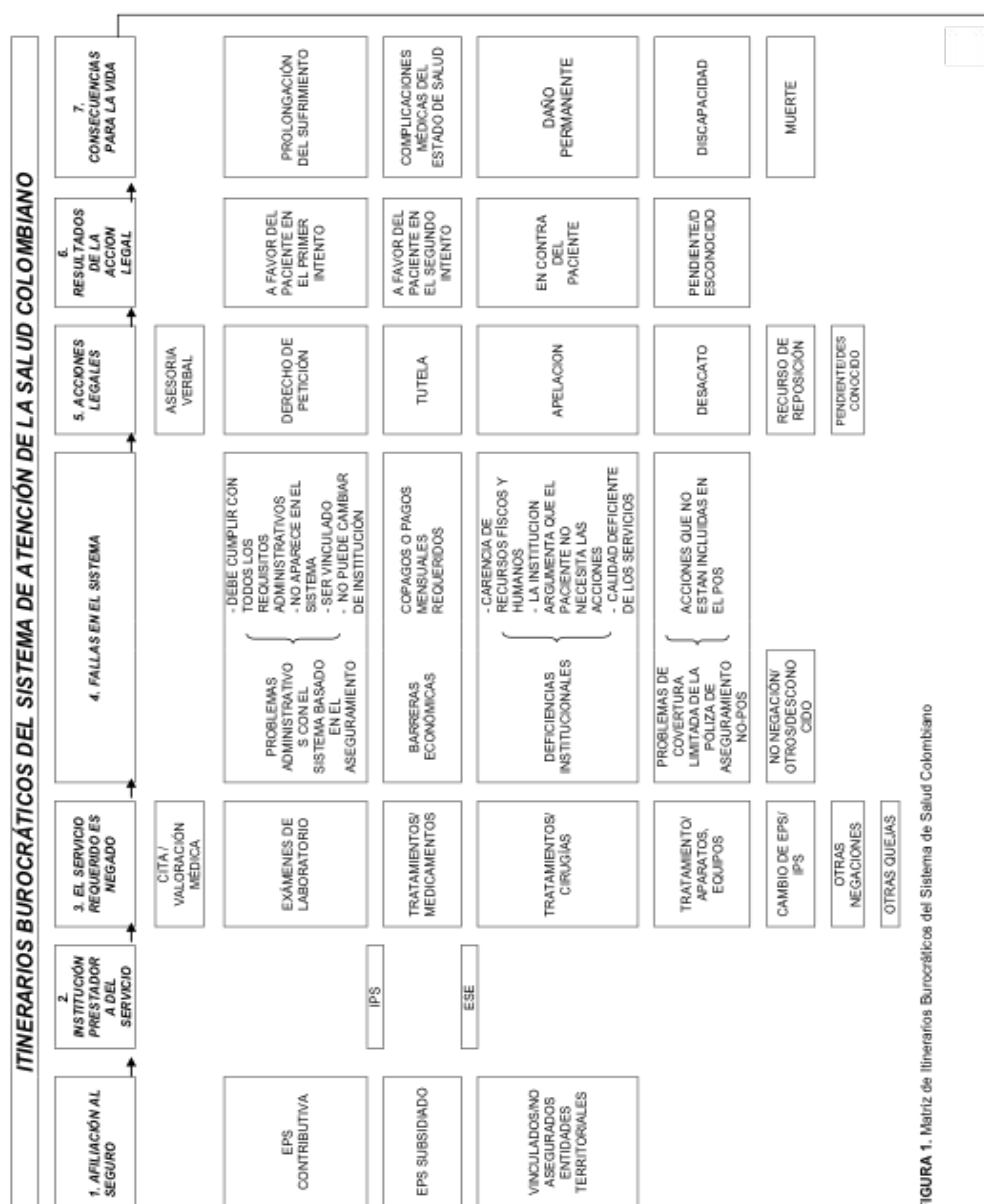 ITINERARIOS BUROCRÁTICOS DEL SISTEMA DE ATENCIÓN DE LA SALUD COLOMBIANO
1. AFILIACIÓN AL
SEGURO
EPS
CONTRIBUTIVA
EPS SUBSIDIADO
VINCULADOS/NO
ASEGURADOS
ENTIDADES
TERRITORIALES
2.
INSTITUCIÓN
PRESTADOR
A DEL
SERVICIO
IPS
ESE
3. EL SERVICIO
REQUERIDO ES
NEGADO
CITA /
VALORACIÓN
MÉDICA
EXÁMENES DE
LABORATORIO
TRATAMIENTOS/
MEDICAMENTOS
TRATAMIENTOS/
CIRUGÍAS
TRATAMIENTO/
APARATOS,
EQUIPOS
CAMBIO DE EPS/
IPS
OTRAS
NEGACIONES
OTRAS QUEJAS
4. FALLAS EN EL SISTEMA
PROBLEMAS
ADMINISTRATIVO
S CON EL
SISTEMA BASADO
EN EL
ASEGURAMIENTO
- DEBE CUMPLIR CON
TODOS LOS
REQUISITOS
ADMINISTRATIVOS
- NO APARECE EN EL
SISTEMA
- SER VINCULADO
- NO PUEDE CAMBIAR
DE INSTITUCIÓN
BARRERAS
ECONÓMICAS
COPAGOS O PAGOS
MENSUALES
REQUERIDOS
DEFICIENCIAS
INSTITUCIONALES
- CARENCIA DE
RECURSOS FÍSCOS Y
HUMANOS
- LA INSTITUCION
ARGUMENTA QUE EL
PACIENTE NO
NECESITA LAS
ACCIONES
- CALIDAD DEFICIENTE
DE LOS SERVICIOS
PROBLEMAS DE
COVERTURA
LIMITADA DE LA
POLIZA DE
ASEGURAMIENTO
NO-POS
ACCIONES QUE NO
ESTAN INCLUIDAS EN
EL POS
NO NEGACIÓN/
OTROS/DESCONO
CIDO
5. ACCIONES
LEGALES
ASESORIA
VERBAL
DERECHO DE
PETICIÓN
TUTELA
APELACION
DESACATO
RECURSO DE
REPOSICIÓN
PENDIENTE/DES
CONOCIDO
6.
RESULTADOS
DE LA
ACCION
LEGAL
A FAVOR DEL
PACIENTE EN
EL PRIMER
INTENTO
A FAVOR DEL
PACIENTE EN
EL SEGUNDO
INTENTO
EN CONTRA
DEL
PACIENTE
PENDIENTE/D
ESCONOCIDO
7.
CONSECUENCIAS
PARA LA VIDA
PROLONGACIÓN
DEL SUFRIMIENTO
COMPLICACIONES
MÉDICAS DEL
ESTADO DE SALUD
DAÑO
PERMANENTE
DISCAPACIDAD
MUERTE
IGURA 1. Matriz de Itinerarios Burocráticos del Sistema de Salud Colombiano